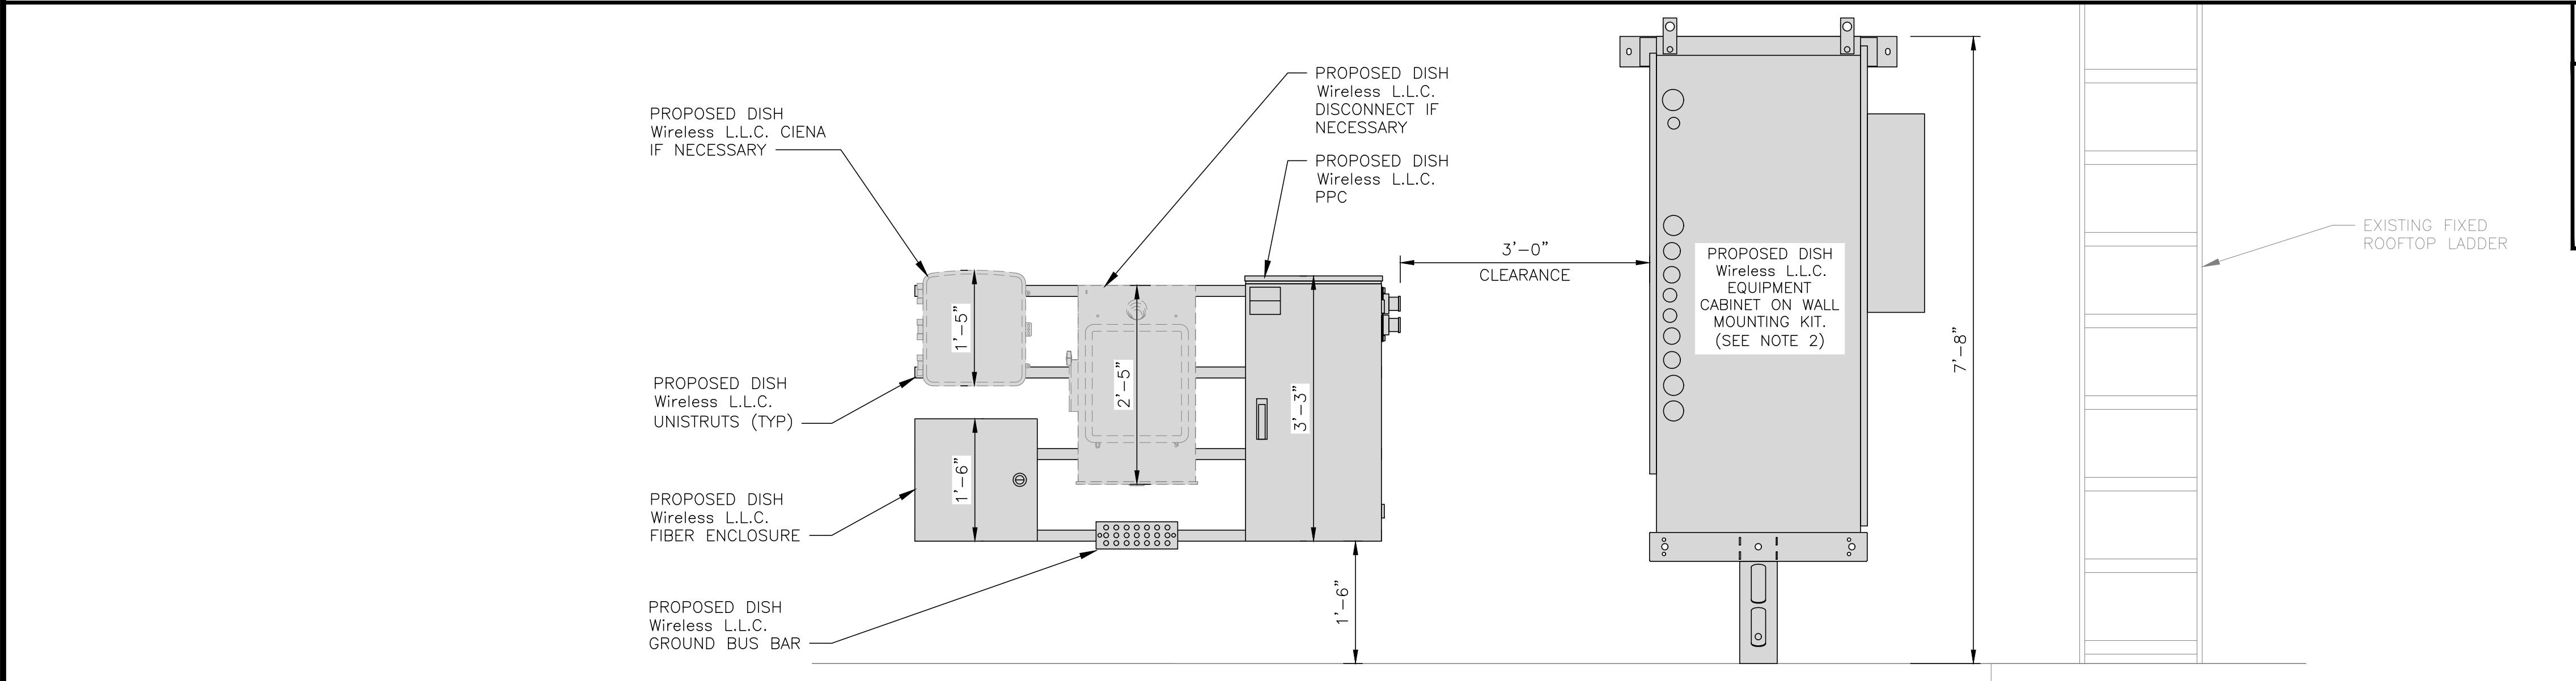 PROPOSED DISH
Wireless L.L.C. CIENA
IF NECESSARY
PROPOSED DISH
Wireless L.L.C.
DISCONNECT IF
NECESSARY
PROPOSED DISH
Wireless L.L.C.
PPC
3'-0"
CLEARANCE
PROPOSED DISH
Wireless L.L.C.
EQUIPMENT
CABINET ON WALL
MOUNTING KIT.
(SEE NOTE 2)
7'-8"
EXISTING FIXED
ROOFTOP LADDER
1'-5"
2'-5"
3'-3"
PROPOSED DISH
Wireless L.L.C.
UNISTRUTS (TYP)
1'-6"
PROPOSED DISH
Wireless L.L.C.
FIBER ENCLOSURE
PROPOSED DISH
Wireless L.L.C.
GROUND BUS BAR
1'-6"